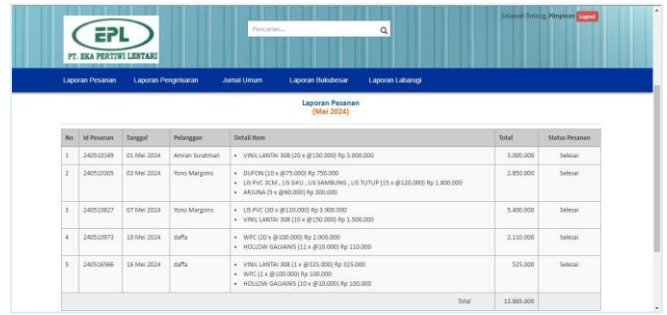 EPL
PT. EKA PERTIWI LESTARI
Pencarian...
Selamat Datang, Pimpinan Logout
Laporan Pesanan Laporan Pengeluaran Jurnal Umum Laporan Bukubesar Laporan Labarugi
Laporan Pesanan
(Mei 2024)
No Id Pesanan Tanggal Pelanggan Detail Item Total Status Pesanan
1 240510169 01 Mei 2024 Amran Suratman • VINIL LANTAI 308 (20 x @150.000) Rp 3.000.000 3.000.000 Selesai
2 240510305 03 Mei 2024 Yono Margono • DUFON (10 x @75.000) Rp 750.000 2.850.000 Selesai
• LIS PVC 3CM , LIS SIKU , LIS SAMBUNG , LIS TUTUP (15 x @120.000) Rp 1.800.000
• ARJUNA (5 x @60.000) Rp 300.000
3 240510827 07 Mei 2024 Yono Margono • LIS PVC (30 x @130.000) Rp 3.900.000 5.400.000 Selesai
• VINIL LANTAI 308 (10 x @150.000) Rp 1.500.000
4 240510973 10 Mei 2024 daffa • WPC (20 x @100.000) Rp 2.000.000 2.110.000 Selesai
• HOLLOW GALVANIS (11 x @10.000) Rp 110.000
5 240516566 16 Mei 2024 daffa • VINIL LANTAI 308 (1 x @325.000) Rp 325.000 525.000 Selesai
• WPC (1 x @100.000) Rp 100.000
• HOLLOW GALVANIS (10 x @10.000) Rp 100.000
Total 13.885.000